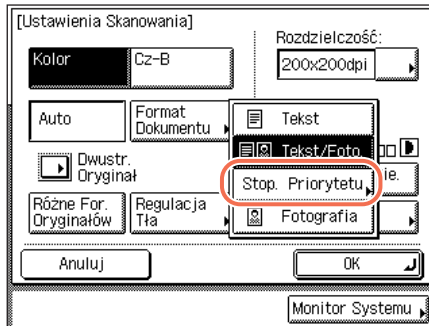 [Ustawienia Skanowania]
Rozdzielczość:
Kolor
Cz-B
200x200dpi
Auto
Format
Dokumentu
Tekst
Tekst/Foto
Stop. Priorytetu
Fotografia
Dwustr.
Oryginał
ie.
Różne For.
Oryginałów
Regulacja
Tła
Anuluj
OK
Monitor Systemu